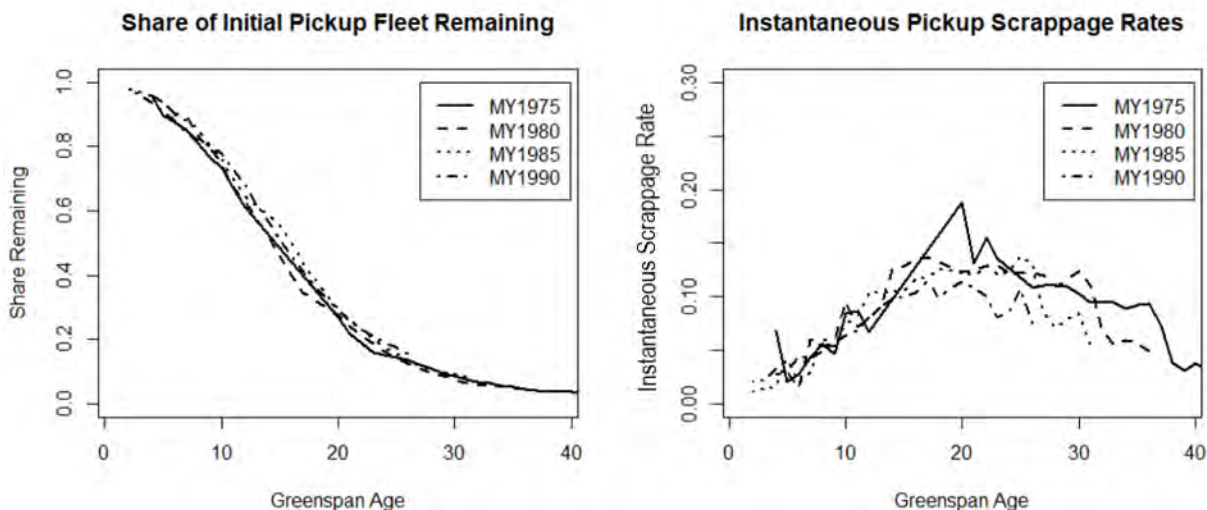 Share of Initial Pickup Fleet Remaining
Share Remaining
1.0
0.8
0.6
0.4
0.2
0.0
MY1975
MY1980
MY1985
MY1990
0 10 20 30 40
Greenspan Age
Instantaneous Pickup Scrappage Rates
Instantaneous Scrappage Rate
0.30
0.20
0.10
0.00
MY1975
MY1980
MY1985
MY1990
0 10 20 30 40
Greenspan Age